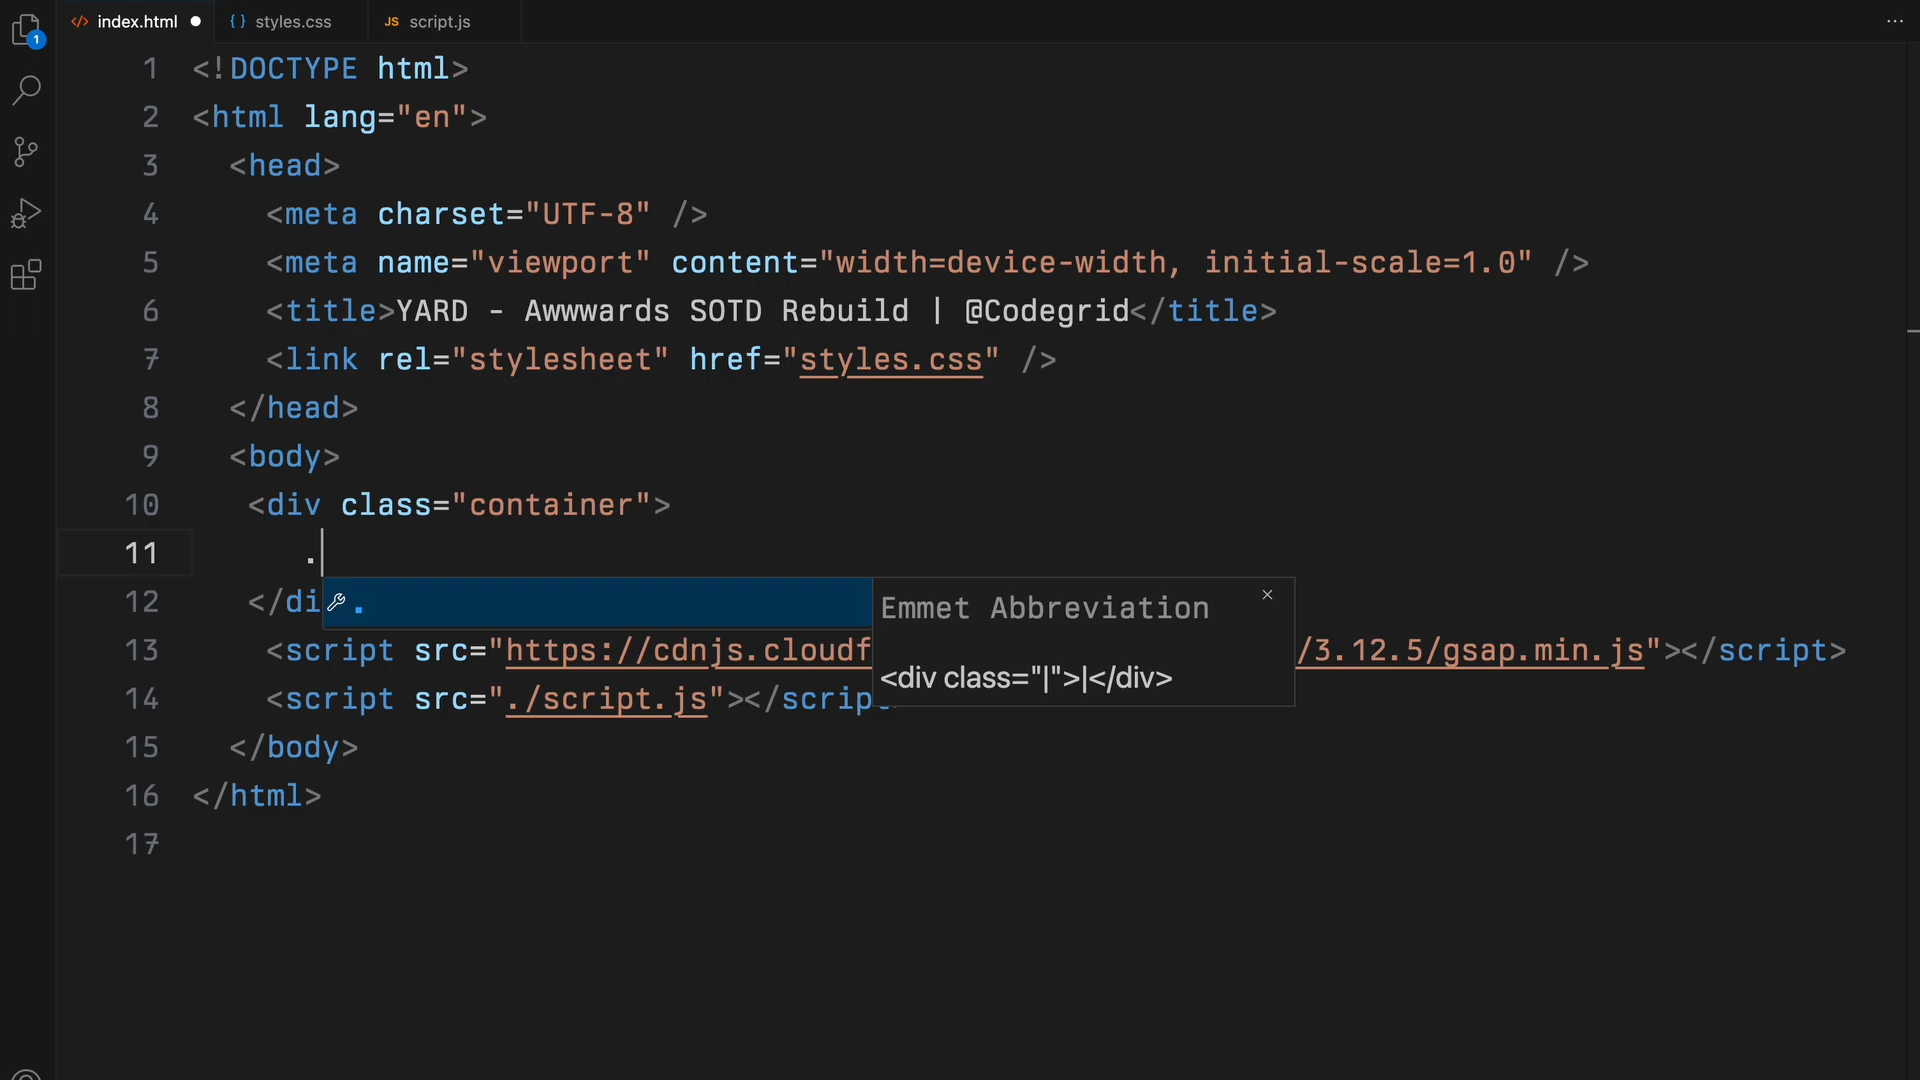 index.html
styles.css
JS script.js
1
1 <!DOCTYPE html>
2 <html lang="en">
3 <head>
4 <meta charset="UTF-8" />
5 <meta name="viewport" content="width=device-width, initial-scale=1.0" />
6 <title>YARD - Awwwards SOTD Rebuild | @Codegrid</title>
7 <link rel="stylesheet" href="styles.css" />
8 </head>
9 <body>
10 <div class="container">
11 .
12 </di
.
Emmet Abbreviation
<div class="|">|</div>
13 <script src="https://cdnjs.cloudf /3.12.5/gsap.min.js"></script>
14 <script src="./script.js"></script
15 </body>
16 </html>
17